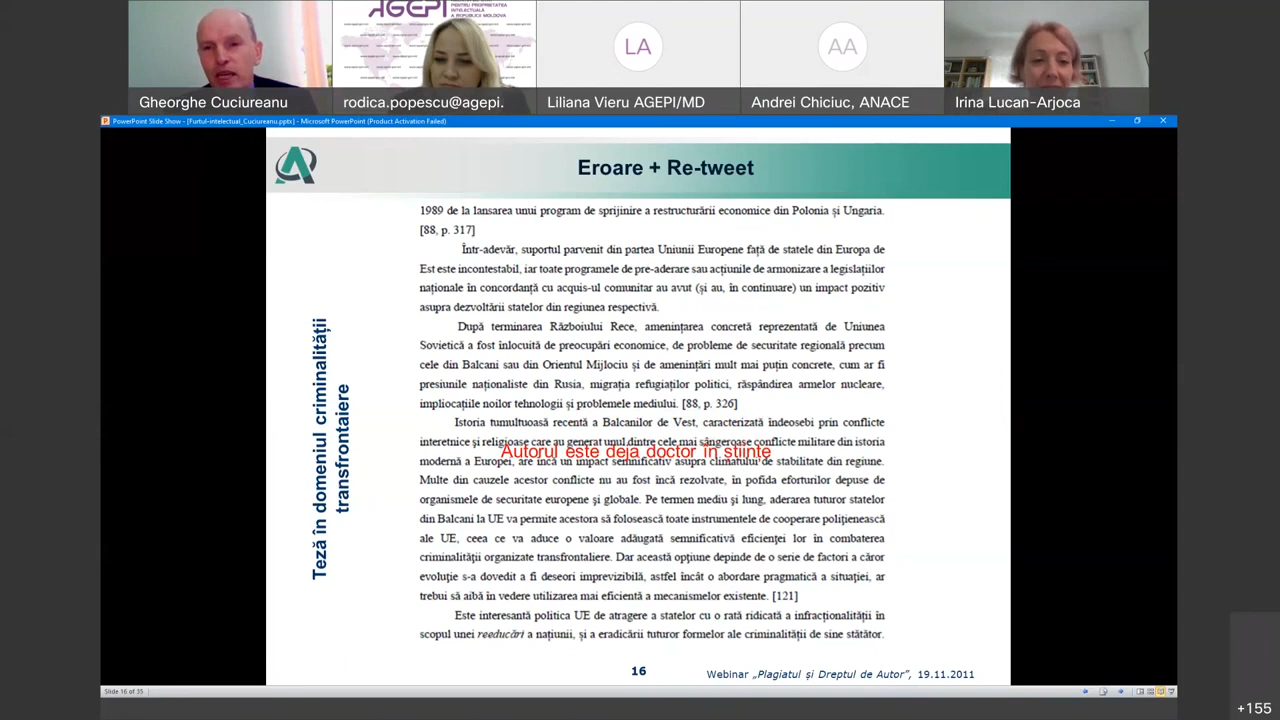 AGEPI
PENTRU PROPRIETATEA
INTELECTUALĂ
A REPUBLICII MOLDOVA
Gheorghe Cuciureanu
rodica.popescu@agepi.
LA
Liliana Vieru AGEPI/MD
AA
Andrei Chiciuc, ANACE
Irina Lucan-Arjoca
PowerPoint Slide Show - [Furtul-intelectual_Cuciureanu.pptx] - Microsoft PowerPoint (Product Activation Failed)
Eroare + Re-tweet
Teză în domeniul criminalității
transfrontaiere
1989 de la lansarea unui program de sprijinire a restructurării economice din Polonia și Ungaria.
[88, p. 317]
Într-adevăr, suportul parvenit din partea Uniunii Europene față de statele din Europa de
Est este incontestabil, iar toate programele de pre-aderare sau acțiunile de armonizare a legislațiilor
naționale în concordanță cu acquis-ul comunitar au avut (și au, în continuare) un impact pozitiv
asupra dezvoltării statelor din regiunea respectivă.
După terminarea Războiului Rece, amenințarea concretă reprezentată de Uniunea
Sovietică a fost înlocuită de preocupări economice, de probleme de securitate regională precum
cele din Balcani sau din Orientul Mijlociu și de amenințări mult mai puțin concrete, cum ar fi
presiunile naționaliste din Rusia, migrația refugiaților politici, răspândirea armelor nucleare,
implicațiile noilor tehnologii și problemele mediului. [88, p. 326]
Istoria tumultuoasă recentă a Balcanilor de Vest, caracterizată îndeosebi prin conflicte
interetnice și religioase care au generat unul dintre cele mai sângeroase conflicte militare din istoria
Autorul este deja doctor în științe
modernă a Europei, are încă un impact semnificativ asupra climatului de stabilitate din regiune.
Multe din cauzele acestor conflicte nu au fost încă rezolvate, în pofida eforturilor depuse de
organismele de securitate europene și globale. Pe termen mediu și lung, aderarea tuturor statelor
din Balcani la UE va permite acestora să folosească toate instrumentele de cooperare polițienească
ale UE, ceea ce va aduce o valoare adăugată semnificativă eficienței lor în combaterea
criminalității organizate transfrontaliere. Dar această opțiune depinde de o serie de factori a căror
evoluție s-a dovedit a fi deseori imprevizibilă, astfel încât o abordare pragmatică a situației, ar
trebui să aibă în vedere utilizarea mai eficientă a mecanismelor existente. [121]
Este interesantă politica UE de atragere a statelor cu o rată ridicată a infracționalității în
scopul unei reeducări a națiunii, și a eradicării tuturor formelor ale criminalității de sine stătător.
16
Webinar „Plagiatul și Dreptul de Autor”, 19.11.2011
Slide 16 of 35
+155